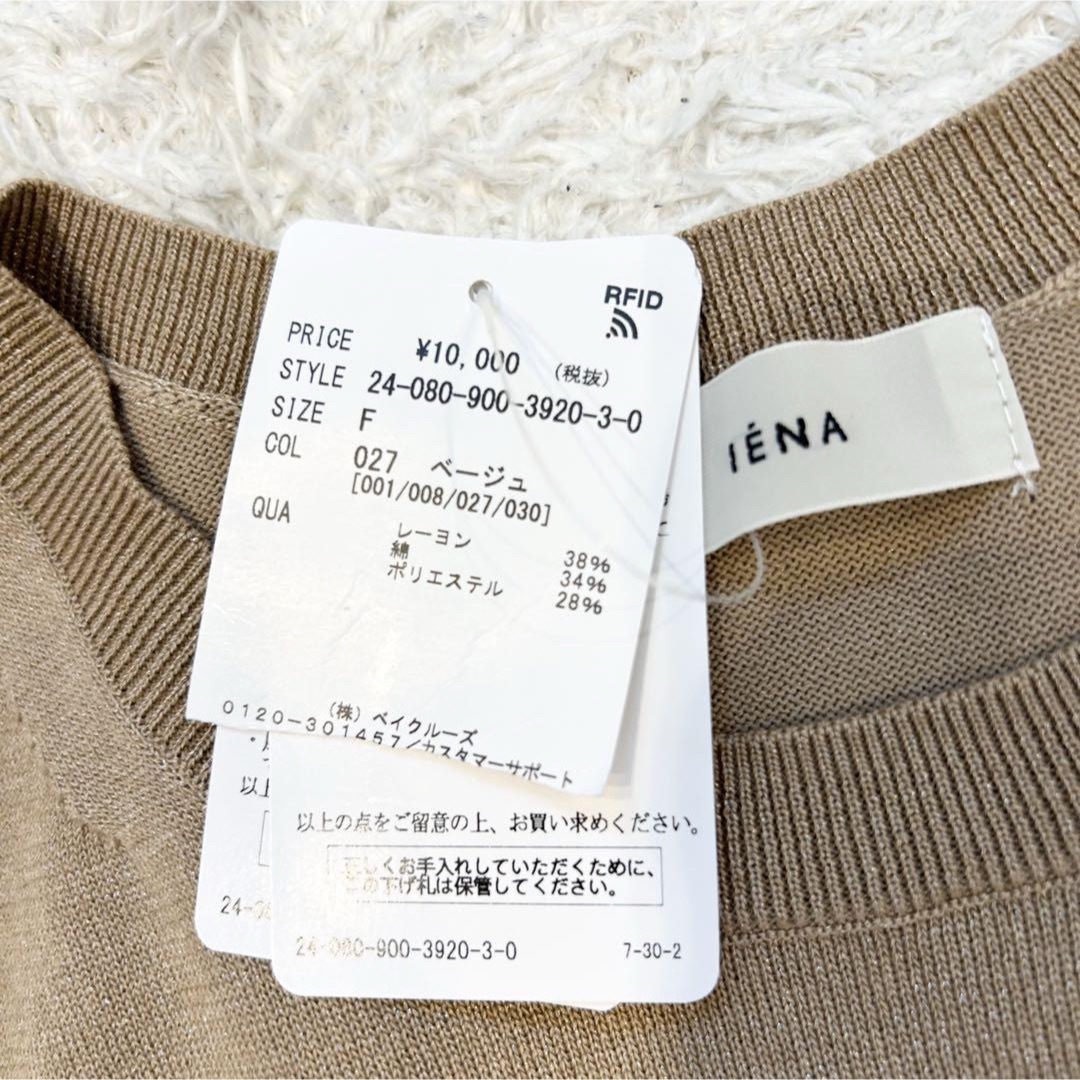 RFID
PRICE ¥10,000 (税抜)
STYLE 24-080-900-3920-3-0
SIZE F
COL 027 ベージュ
[001/008/027/030]
QUA レーヨン 38%
綿 34%
ポリエステル 28%
(株)ベイクルーズ
0120-301457/カスタマーサポート
IÉNA
以上の点をご留意の上、お買い求めください。
正しくお手入れしていただくために、
この下げ札は保管してください。
24-080-900-3920-3-0 7-30-2
以上
24-08